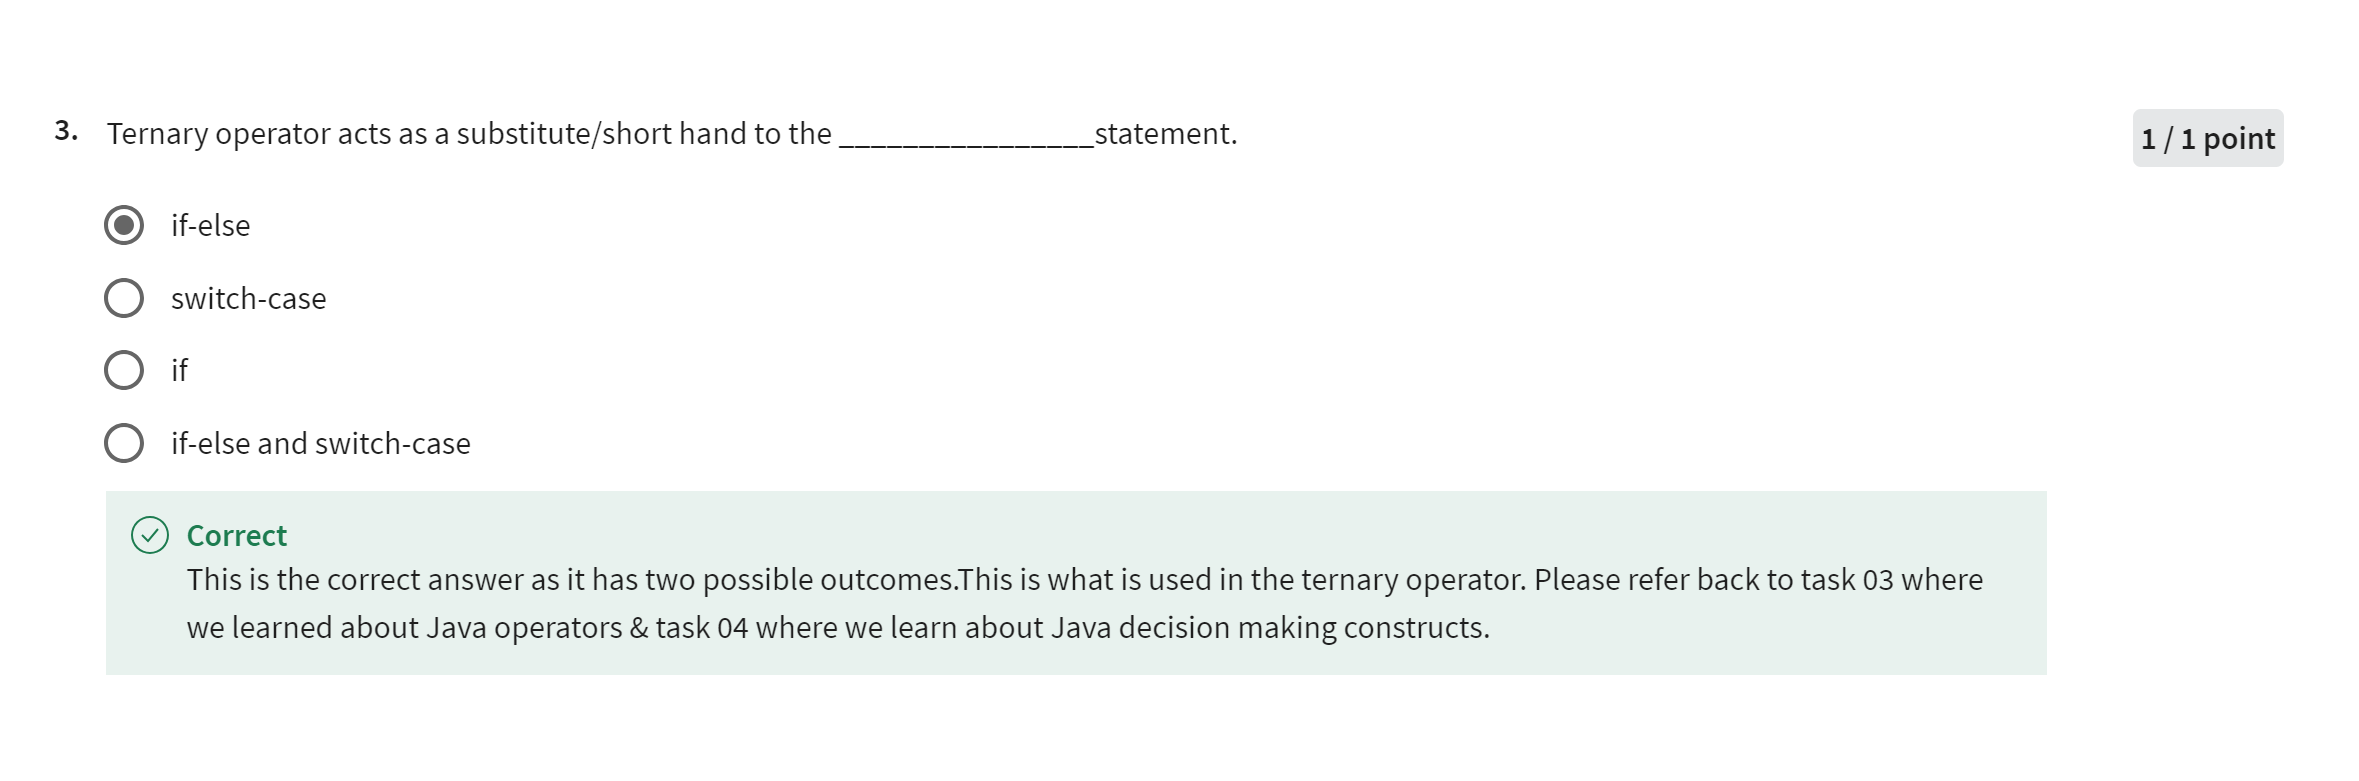 3. Ternary operator acts as a substitute/short hand to the ________________statement.
1 / 1 point
if-else
switch-case
if
if-else and switch-case
Correct
This is the correct answer as it has two possible outcomes.This is what is used in the ternary operator. Please refer back to task 03 where
we learned about Java operators & task 04 where we learn about Java decision making constructs.